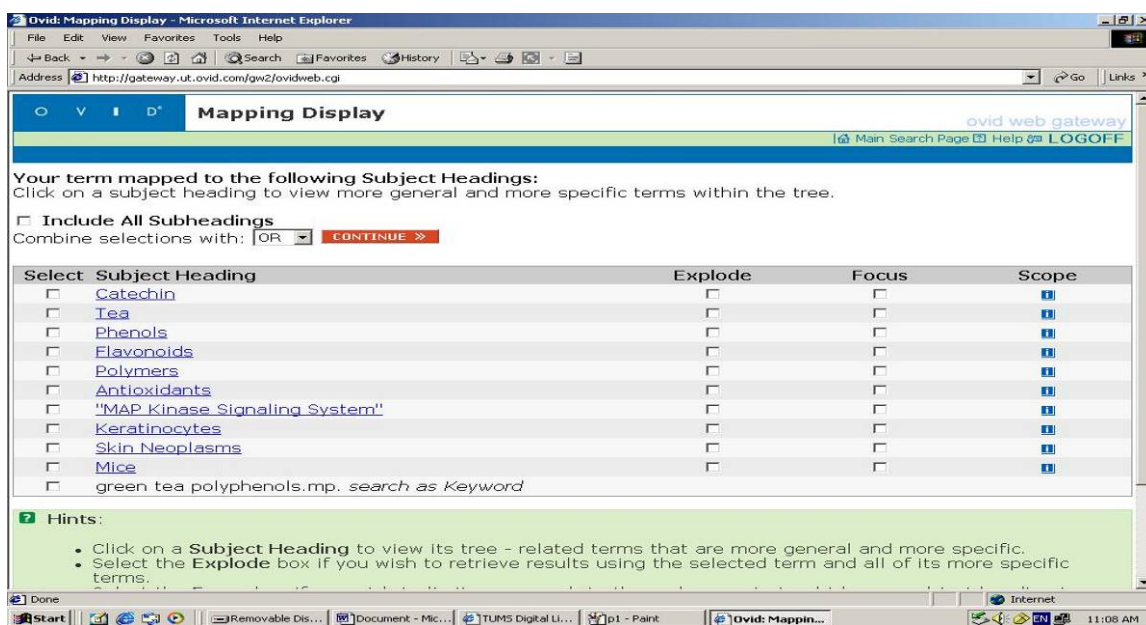 Ovid: Mapping Display - Microsoft Internet Explorer
File Edit View Favorites Tools Help
Back Search Favorites History
Address http://gateway.ut.ovid.com/gw2/ovidweb.cgi Go Links
O V I D Mapping Display
ovid web gateway
Main Search Page Help LOGOFF
Your term mapped to the following Subject Headings:
Click on a subject heading to view more general and more specific terms within the tree.
Include All Subheadings
Combine selections with: OR CONTINUE »
Select Subject Heading Explode Focus Scope
Catechin
Tea
Phenols
Flavonoids
Polymers
Antioxidants
"MAP Kinase Signaling System"
Keratinocytes
Skin Neoplasms
Mice
green tea polyphenols.mp. search as Keyword
Hints:
• Click on a Subject Heading to view its tree - related terms that are more general and more specific.
• Select the Explode box if you wish to retrieve results using the selected term and all of its more specific
terms.
Done Internet
Start Removable Dis... Document - Mic... TUMS Digital Li... p1 - Paint Ovid: Mappin... EN 11:08 AM